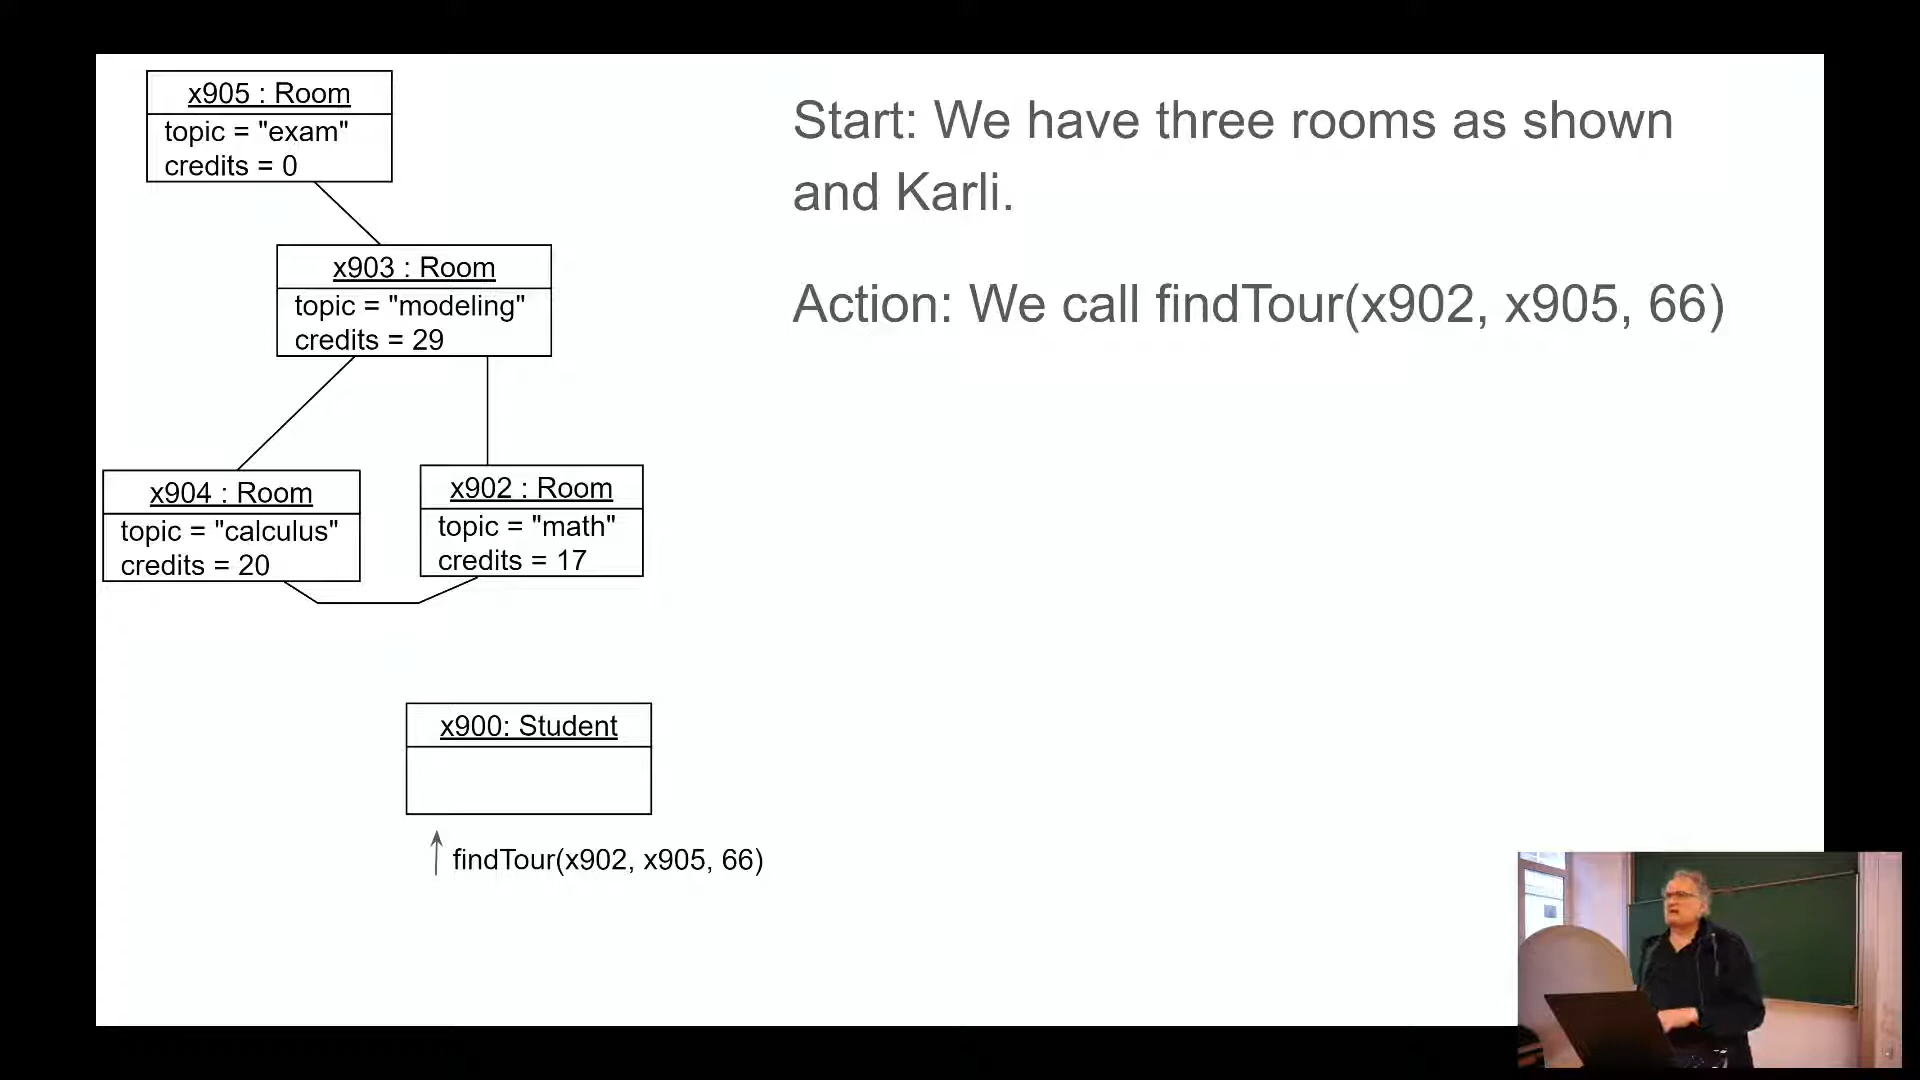 x905 : Room
topic = "exam"
credits = 0
x903 : Room
topic = "modeling"
credits = 29
x904 : Room
topic = "calculus"
credits = 20
x902 : Room
topic = "math"
credits = 17
x900: Student
findTour(x902, x905, 66)
Start: We have three rooms as shown
and Karli.
Action: We call findTour(x902, x905, 66)